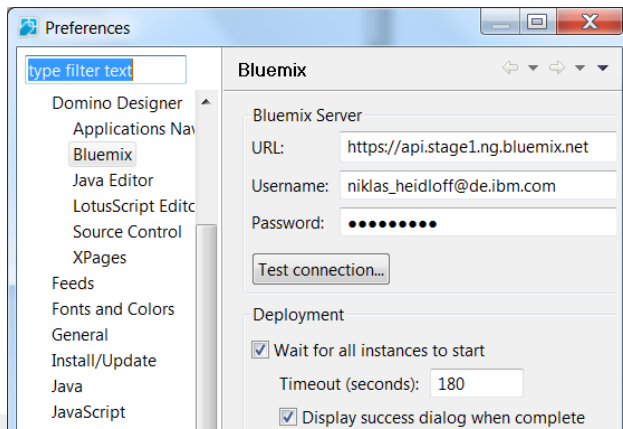 Preferences
type filter text
Domino Designer
Applications Nav
Bluemix
Java Editor
LotusScript Editc
Source Control
XPages
Feeds
Fonts and Colors
General
Install/Update
Java
JavaScript
Bluemix
Bluemix Server
URL: https://api.stage1.ng.bluemix.net
Username: niklas_heidloff@de.ibm.com
Password: ●●●●●●●●●
Test connection...
Deployment
Wait for all instances to start
Timeout (seconds): 180
Display success dialog when complete